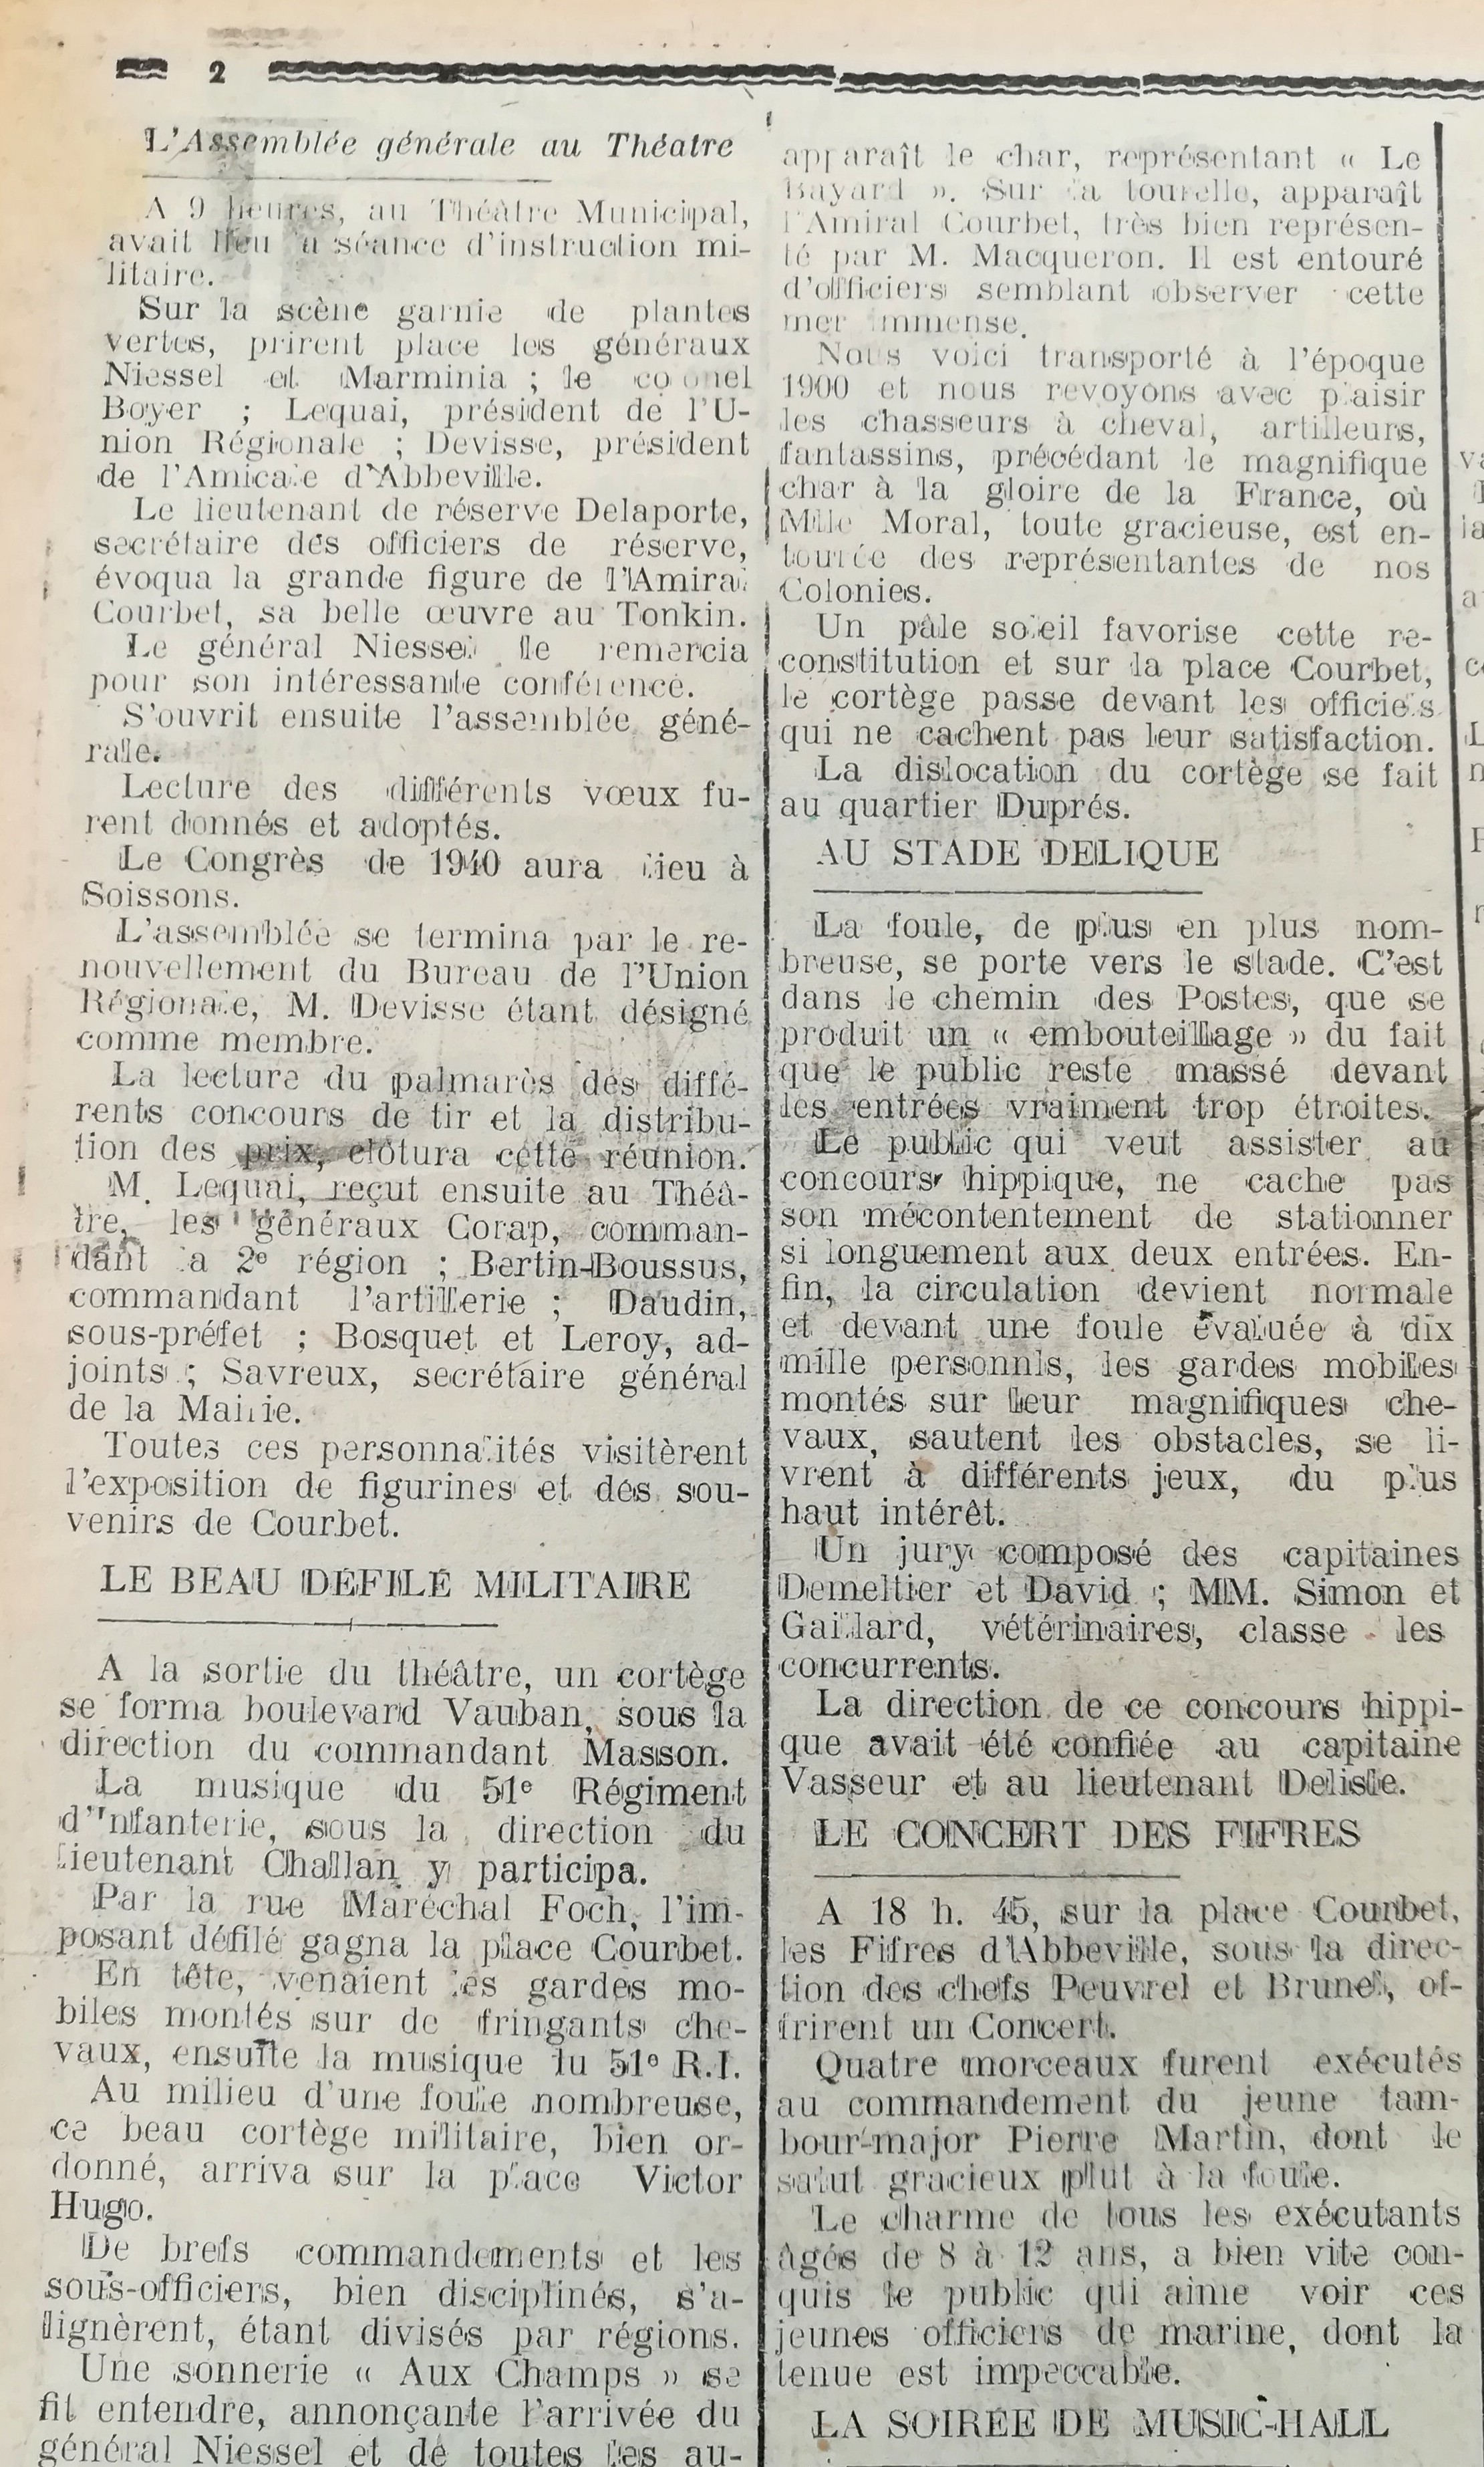 2
L'Assemblée générale au Théatre
A 9 heures, au Théâtre Municipal,
avait lieu la séance d'instruction mi-
litaire.
Sur la scène garnie de plantes
vertes, prirent place les généraux
Niessel et Marminia ; le colonel
Boyer ; Lequai, président de l'U-
nion Régionale ; Devisse, président
de l'Amicale d'Abbeville.
Le lieutenant de réserve Delaporte,
secrétaire des officiers de réserve,
évoqua la grande figure de l'Amiral
Courbet, sa belle œuvre au Tonkin.
Le général Niessel le remercia
pour son intéressante conférence.
S'ouvrit ensuite l'assemblée géné-
rale.
Lecture des différents vœux fu-
rent donnés et adoptés.
Le Congrès de 1940 aura lieu à
Soissons.
L'assemblée se termina par le re-
nouvellement du Bureau de l'Union
Régionale, M. Devisse étant désigné
comme membre.
La lecture du palmarès des diffé-
rents concours de tir et la distribu-
tion des prix, clôtura cette réunion.
M. Lequai, reçut ensuite au Théâ-
tre, les généraux Corap, comman-
dant la 2e région ; Bertin-Boussus,
commandant l'artillerie ; Daudin,
sous-préfet ; Bosquet et Leroy, ad-
joints ; Savreux, secrétaire général
de la Mairie.
Toutes ces personnalités visitèrent
l'exposition de figurines et des sou-
venirs de Courbet.
LE BEAU DÉFILÉ MILITAIRE
A la sortie du théâtre, un cortège
se forma boulevard Vauban, sous la
direction du commandant Masson.
La musique du 51e Régiment
d'Infanterie, sous la direction du
lieutenant Challan y participa.
Par la rue Maréchal Foch, l'im-
posant défilé gagna la place Courbet.
En tête, venaient les gardes mo-
biles montés sur de fringants che-
vaux, ensuite la musique du 51e R.I.
Au milieu d'une foule nombreuse,
ce beau cortège militaire, bien or-
donné, arriva sur la place Victor
Hugo.
De brefs commandements et les
sous-officiers, bien disciplinés, s'a-
lignèrent, étant divisés par régions.
Une sonnerie « Aux Champs » se
fit entendre, annonçante l'arrivée du
général Niessel et de toutes les au-
apparaît le char, représentant « Le
Bayard ». Sur la tourelle, apparaît
l'Amiral Courbet, très bien représen-
té par M. Macqueron. Il est entouré
d'officiers semblant observer cette
mer immense.
Nous voici transporté à l'époque
1900 et nous revoyons avec plaisir
les chasseurs à cheval, artilleurs,
fantassins, précédant le magnifique
char à la gloire de la France, où
Mlle Moral, toute gracieuse, est en-
tourée des représentantes de nos
Colonies.
Un pâle soleil favorise cette re-
constitution et sur la place Courbet,
le cortège passe devant les officiels
qui ne cachent pas leur satisfaction.
La dislocation du cortège se fait
au quartier Duprés.
AU STADE DELIQUE
La foule, de plus en plus nom-
breuse, se porte vers le stade. C'est
dans le chemin des Postes, que se
produit un « embouteillage » du fait
que le public reste massé devant
les entrées vraiment trop étroites.
Le public qui veut assister au
concours hippique, ne cache pas
son mécontentement de stationner
si longuement aux deux entrées. En-
fin, la circulation devient normale
et devant une foule évaluée à dix
mille personnls, les gardes mobiles
montés sur leur magnifiques che-
vaux, sautent les obstacles, se li-
vrent à différents jeux, du plus
haut intérêt.
Un jury composé des capitaines
Demeltier et David ; MM. Simon et
Gaillard, vétérinaires, classe les
concurrents.
La direction de ce concours hippi-
que avait été confiée au capitaine
Vasseur et au lieutenant Delisle.
LE CONCERT DES FIFRES
A 18 h. 45, sur la place Courbet,
les Fifres d'Abbeville, sous la direc-
tion des chefs Peuvrel et Brunel, of-
frirent un Concert.
Quatre morceaux furent exécutés
au commandement du jeune tam-
bour-major Pierre Martin, dont le
salut gracieux plut à la foule.
Le charme de tous les exécutants
âgés de 8 à 12 ans, a bien vite con-
quis le public qui aime voir ces
jeunes officiers de marine, dont la
tenue est impeccable.
LA SOIRÉE DE MUSIC-HALL